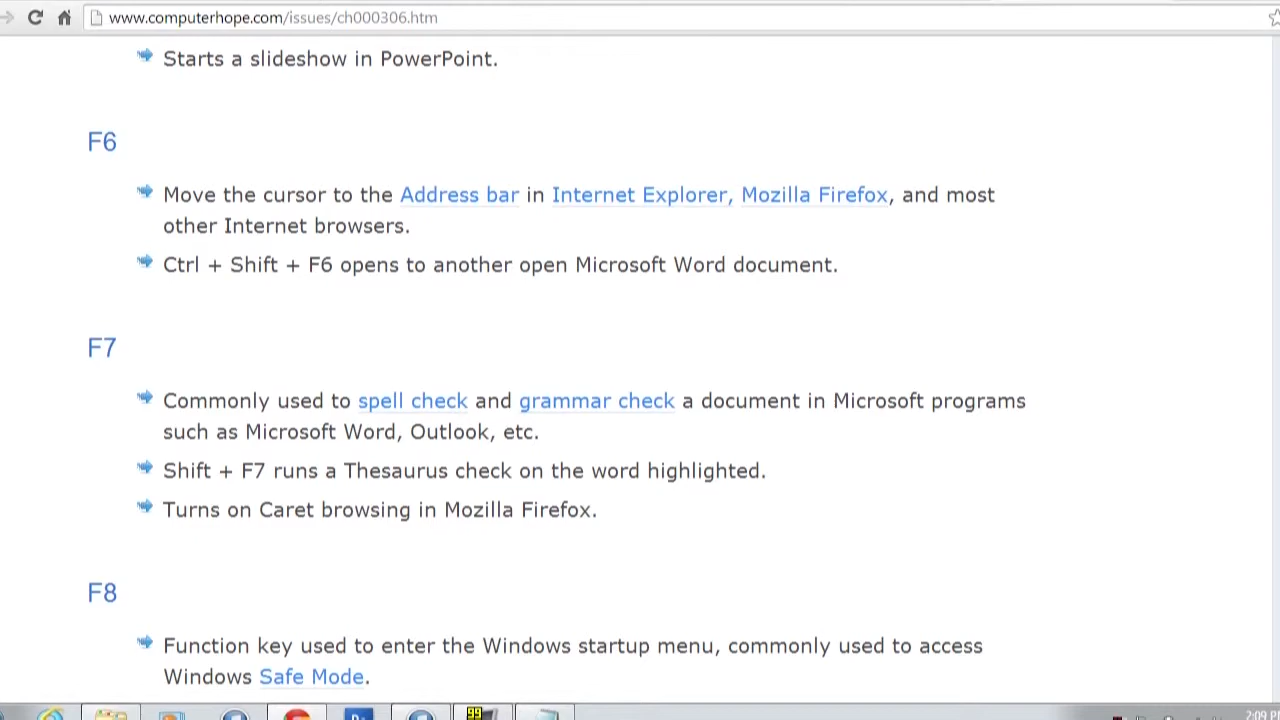 www.computerhope.com/issues/ch000306.htm
Starts a slideshow in PowerPoint.
F6
Move the cursor to the Address bar in Internet Explorer, Mozilla Firefox, and most
other Internet browsers.
Ctrl + Shift + F6 opens to another open Microsoft Word document.
F7
Commonly used to spell check and grammar check a document in Microsoft programs
such as Microsoft Word, Outlook, etc.
Shift + F7 runs a Thesaurus check on the word highlighted.
Turns on Caret browsing in Mozilla Firefox.
F8
Function key used to enter the Windows startup menu, commonly used to access
Windows Safe Mode.
99